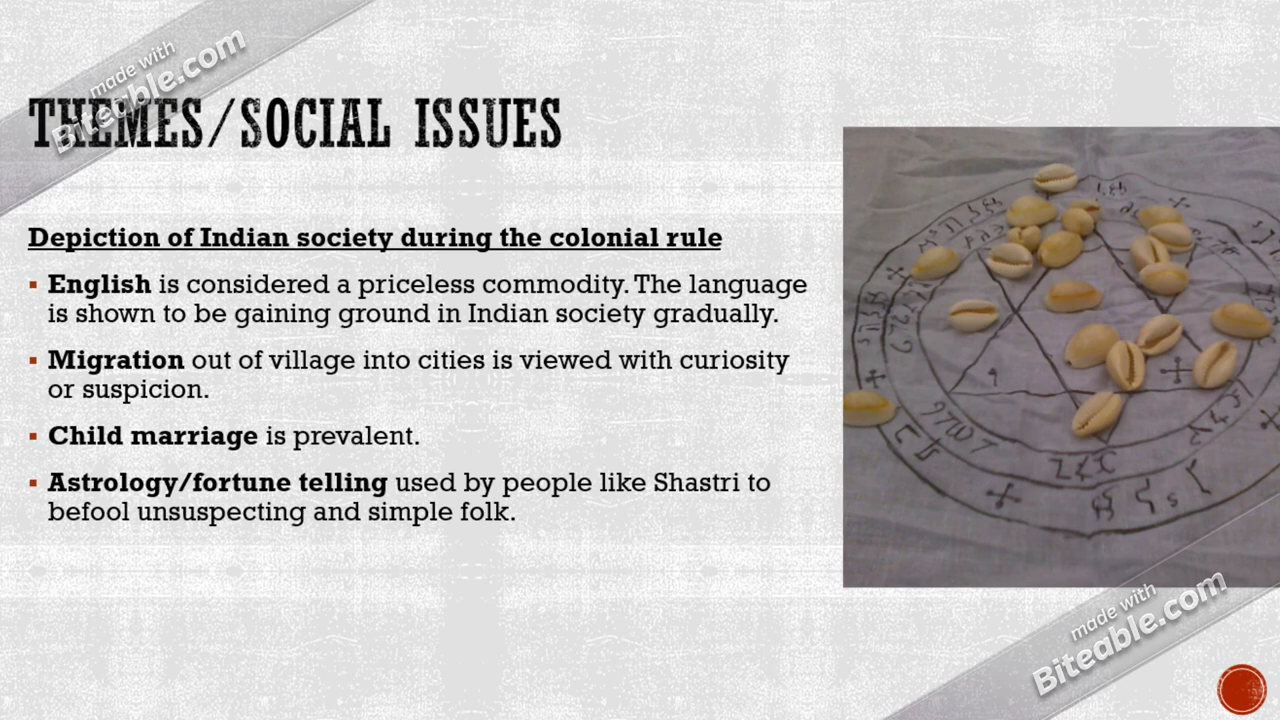 made with
Biteable.com
THEMES/SOCIAL ISSUES
Depiction of Indian society during the colonial rule
▪ English is considered a priceless commodity. The language
is shown to be gaining ground in Indian society gradually.
▪ Migration out of village into cities is viewed with curiosity
or suspicion.
▪ Child marriage is prevalent.
▪ Astrology/fortune telling used by people like Shastri to
befool unsuspecting and simple folk.
made with
Biteable.com